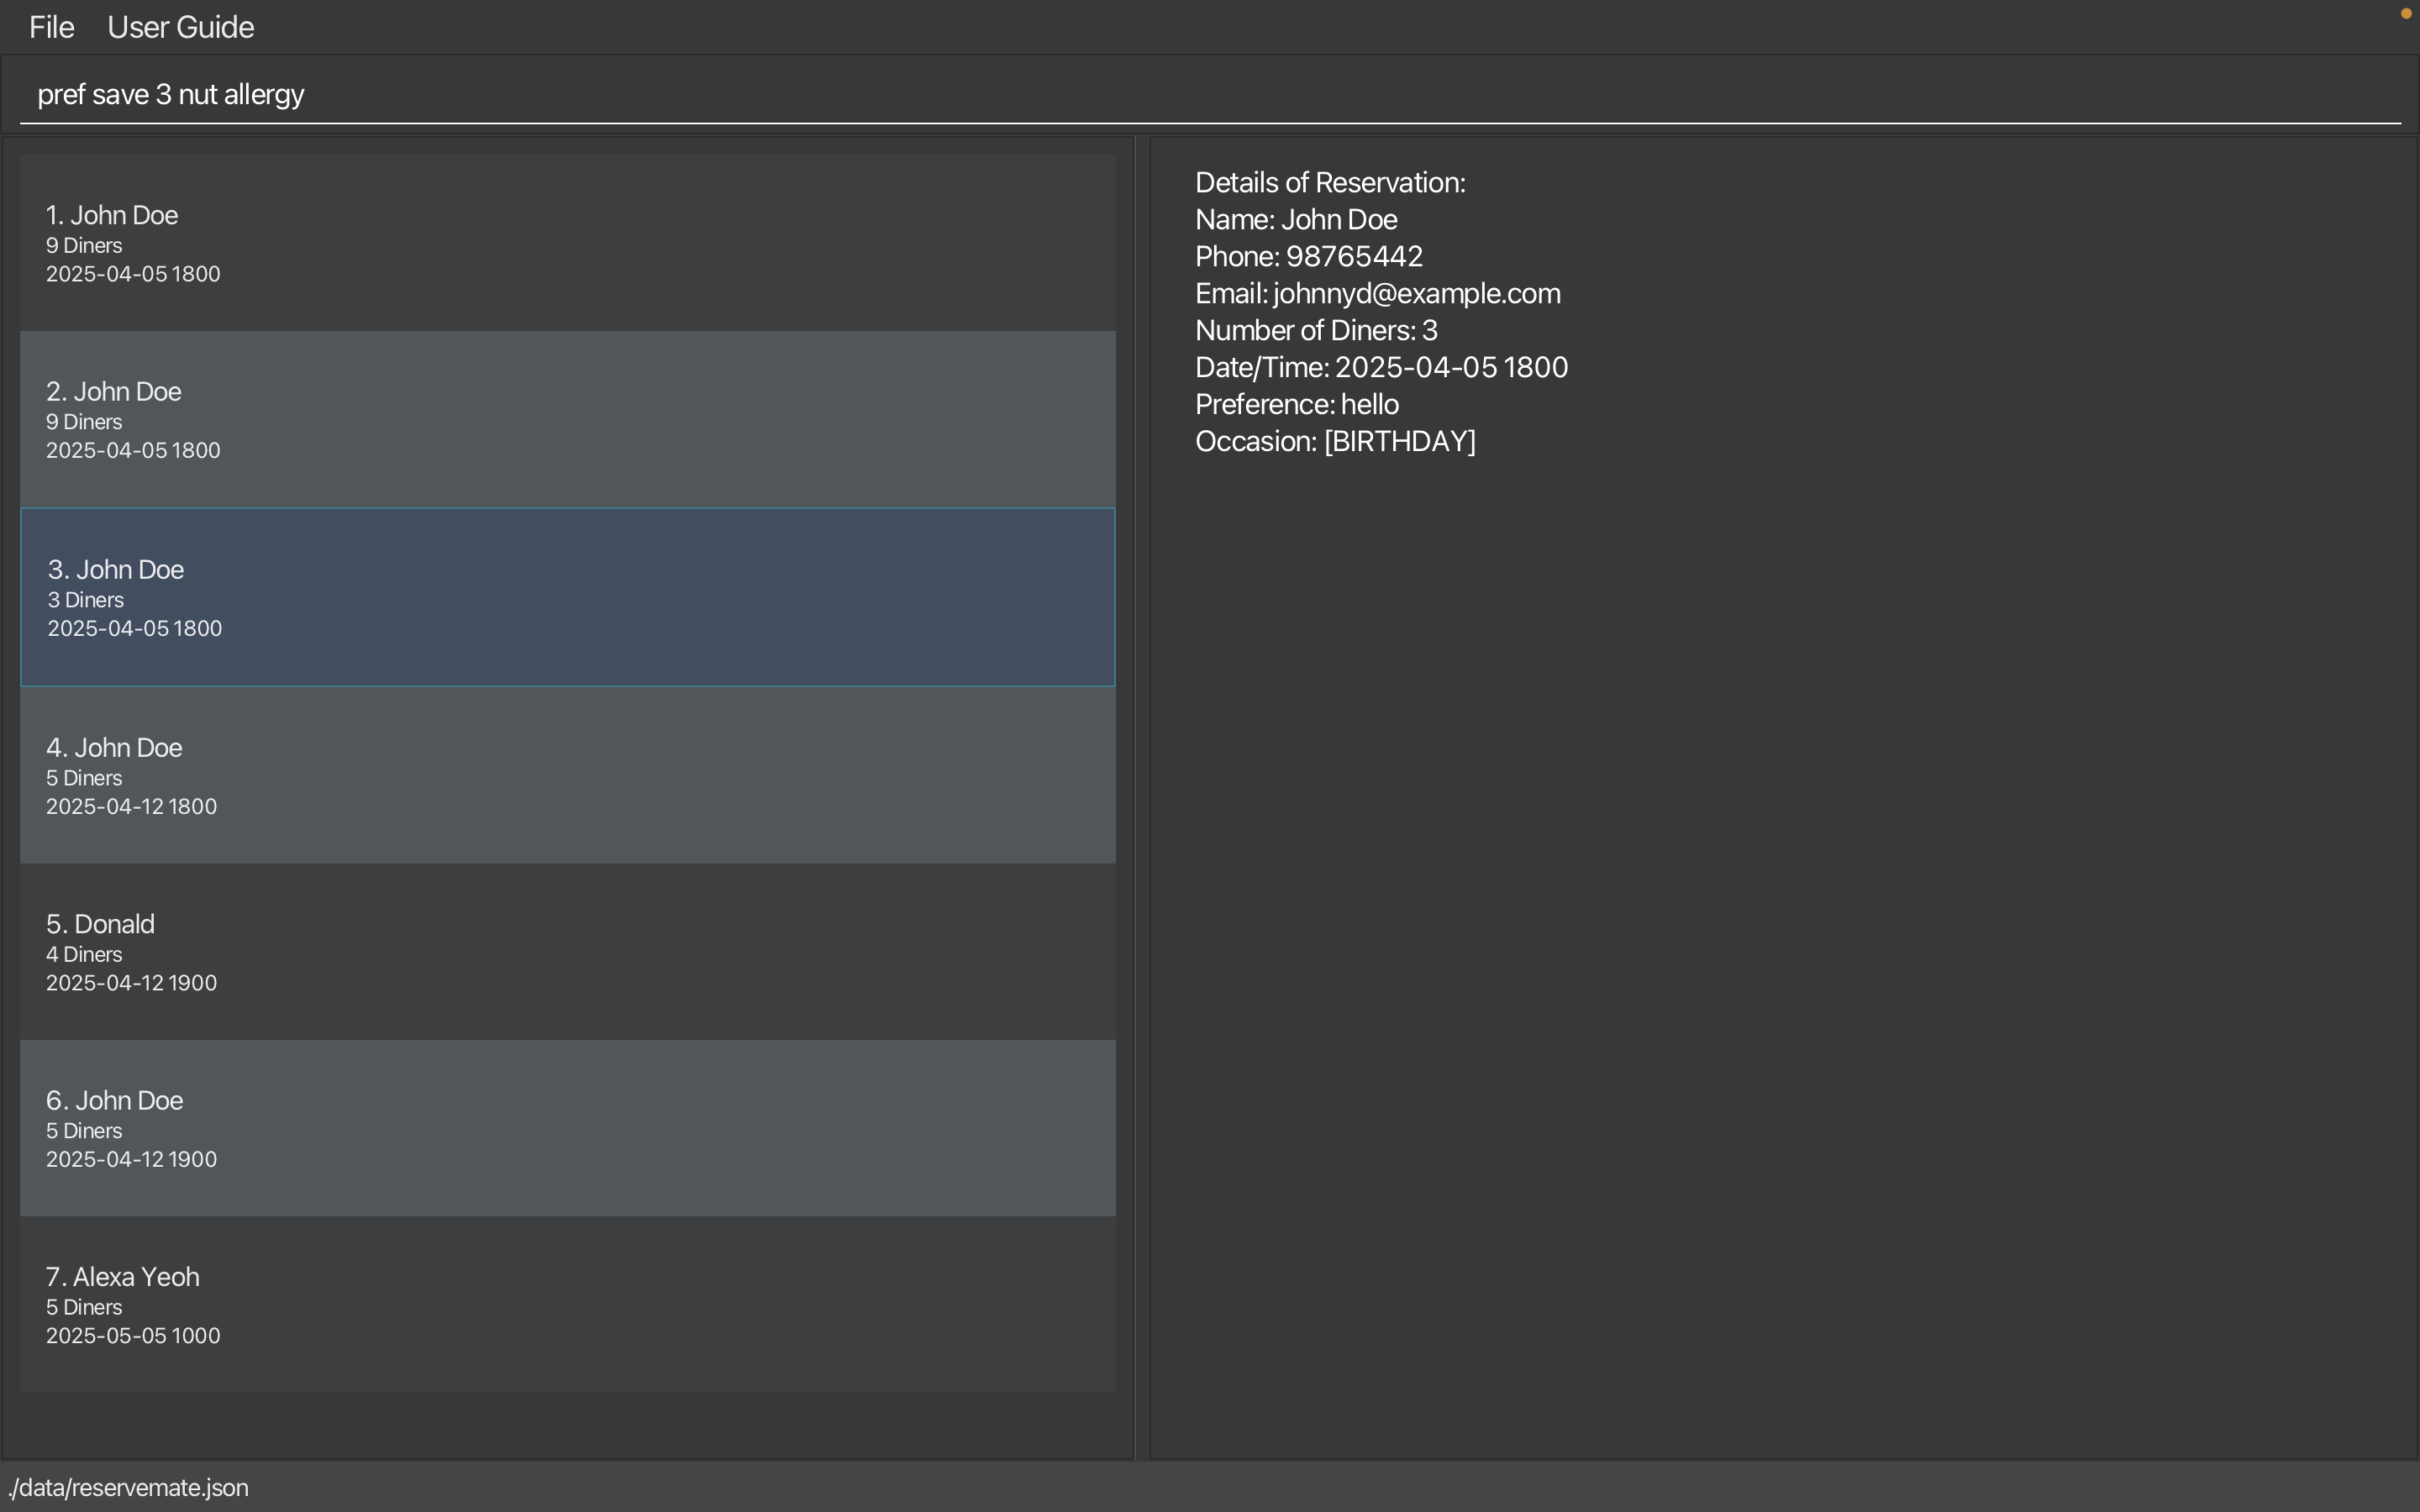 File User Guide
pref save 3 nut allergy
1. John Doe
9 Diners
2025-04-05 1800
2. John Doe
9 Diners
2025-04-05 1800
3. John Doe
3 Diners
2025-04-05 1800
4. John Doe
5 Diners
2025-04-12 1800
5. Donald
4 Diners
2025-04-12 1900
6. John Doe
5 Diners
2025-04-12 1900
7. Alexa Yeoh
5 Diners
2025-05-05 1000
Details of Reservation:
Name: John Doe
Phone: 98765442
Email: johnnyd@example.com
Number of Diners: 3
Date/Time: 2025-04-05 1800
Preference: hello
Occasion: [BIRTHDAY]
./data/reservemate.json